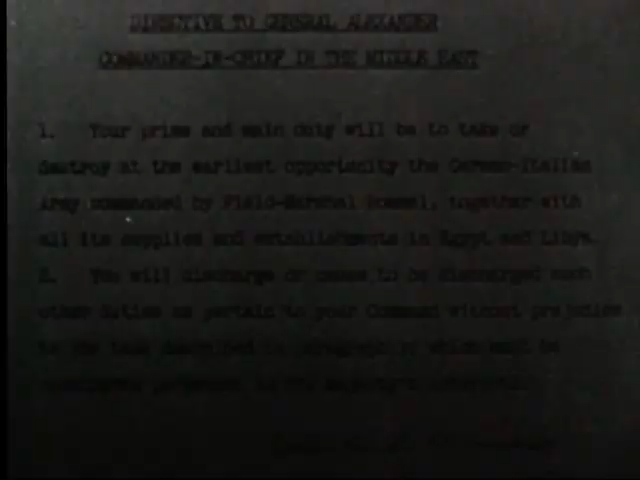 DIRECTIVE TO GENERAL ALEXANDER
COMMANDER-IN-CHIEF IN THE MIDDLE EAST
1. Your prime and main duty will be to take or
destroy at the earliest opportunity the German-Italian
Army commanded by Field-Marshal Rommel, together with
all its supplies and establishments in Egypt and Libya.
2. You will discharge or cause to be discharged such
other duties as pertain to your Command without prejudice
to the task described in paragraph 1, which must be